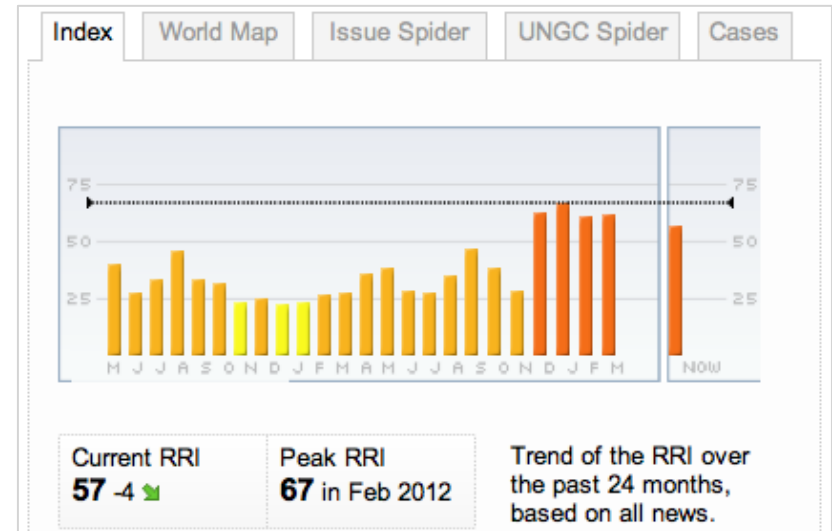 Index World Map Issue Spider UNGC Spider Cases
75 75
50 50
25 25
M J J A S O N D J F M A M J J A S O N D J F M NOW
Current RRI
57 -4
Peak RRI
67 in Feb 2012
Trend of the RRI over
the past 24 months,
based on all news.